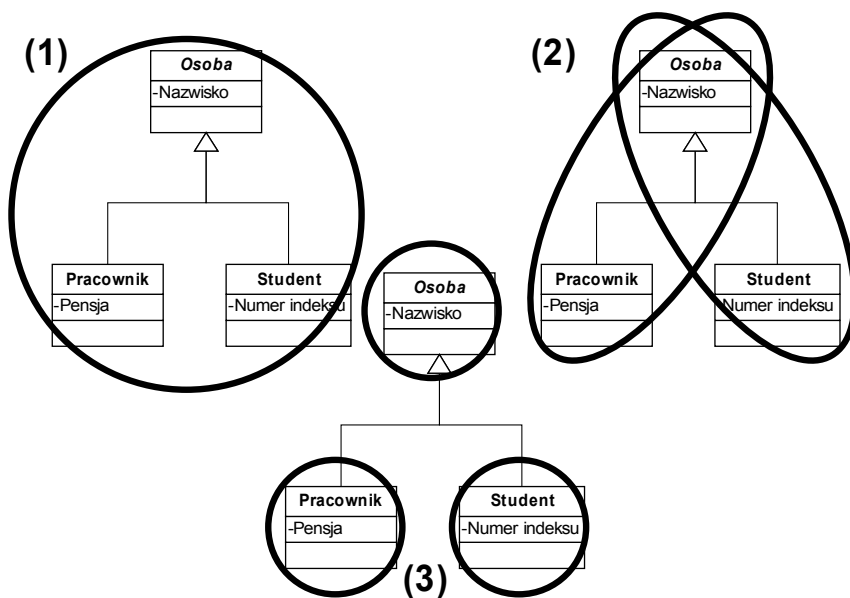 (1)
Osoba
-Nazwisko
Pracownik
-Pensja
Student
-Numer indeksu
(2)
Osoba
-Nazwisko
Pracownik
-Pensja
Student
-Numer indeksu
Osoba
-Nazwisko
Pracownik
-Pensja
Student
-Numer indeksu
(3)